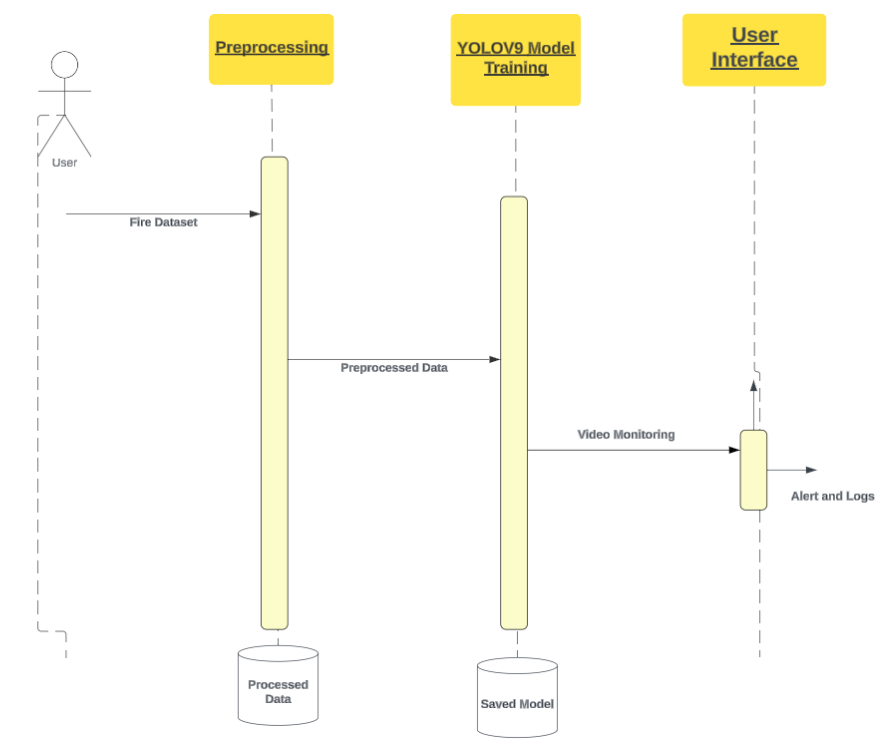 Preprocessing
YOLOV9 Model
Training
User
Interface
User
Fire Dataset
Preprocessed Data
Video Monitoring
Alert and Logs
Processed
Data
Saved Model